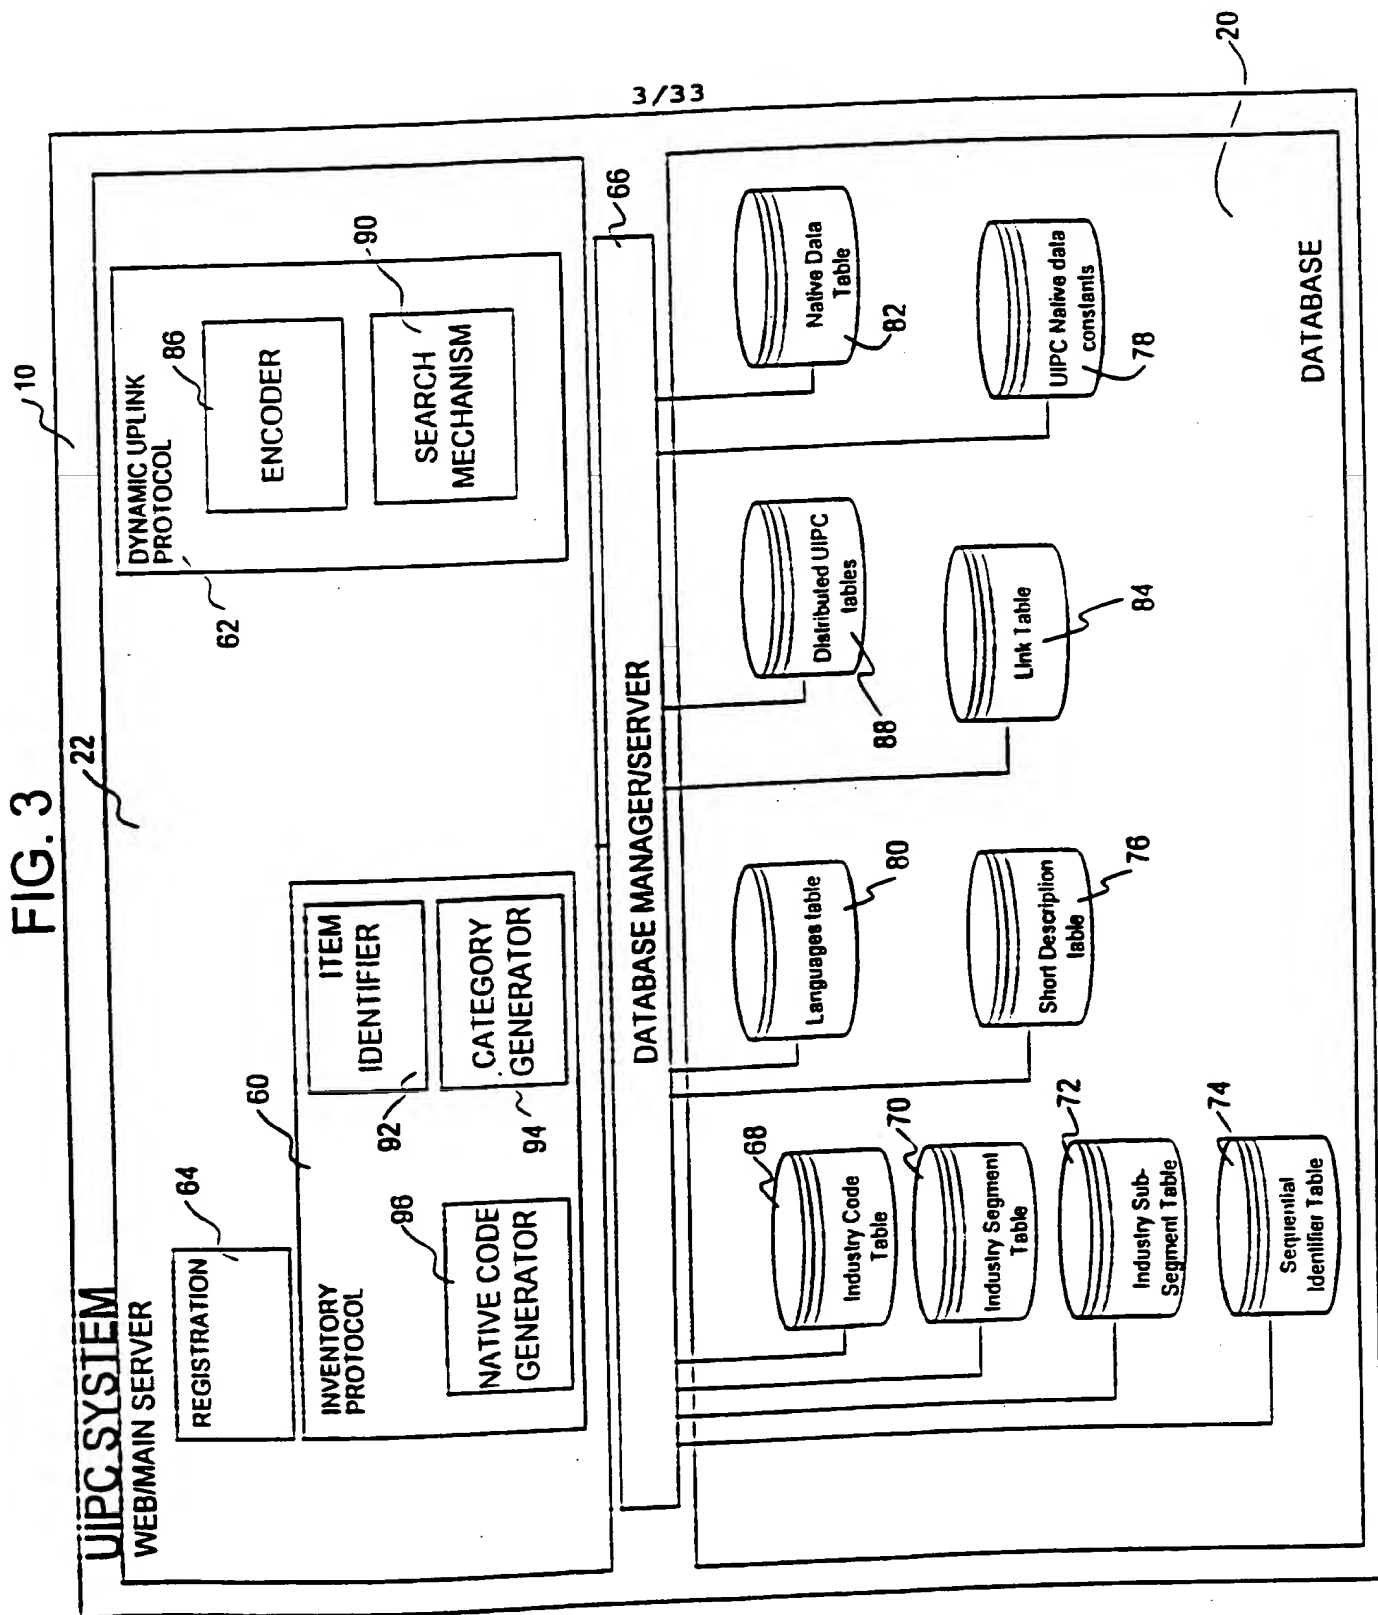 3/33
FIG. 3
10
UIPC SYSTEM
22
WEB/MAIN SERVER
64
REGISTRATION
60
INVENTORY
PROTOCOL
96
NATIVE CODE
GENERATOR
ITEM
IDENTIFIER
92
CATEGORY
GENERATOR
94
62
DYNAMIC UPLINK
PROTOCOL
86
ENCODER
90
SEARCH
MECHANISM
66
DATABASE MANAGER/SERVER
68
Industry Code
Table
70
Industry Segment
Table
72
Industry Sub-
Segment Table
74
Sequential
Identifier Table
Languages table
80
Short Description
table
76
Distributed UIPC
tables
88
Link Table
84
Native Data
Table
82
UIPC Native data
constants
78
DATABASE
20